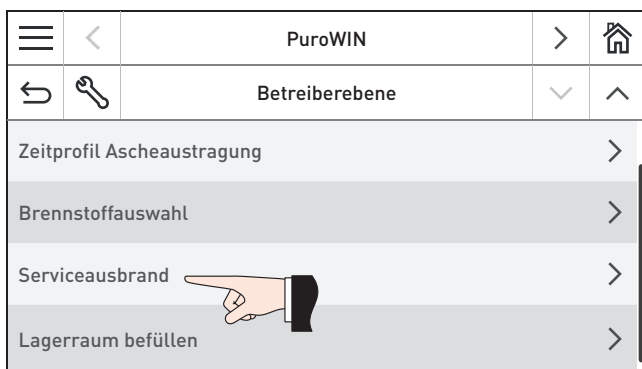 PuroWIN
Betreiberebene
Zeitprofil Ascheaustragung
Brennstoffauswahl
Serviceausbrand
Lagerraum befüllen